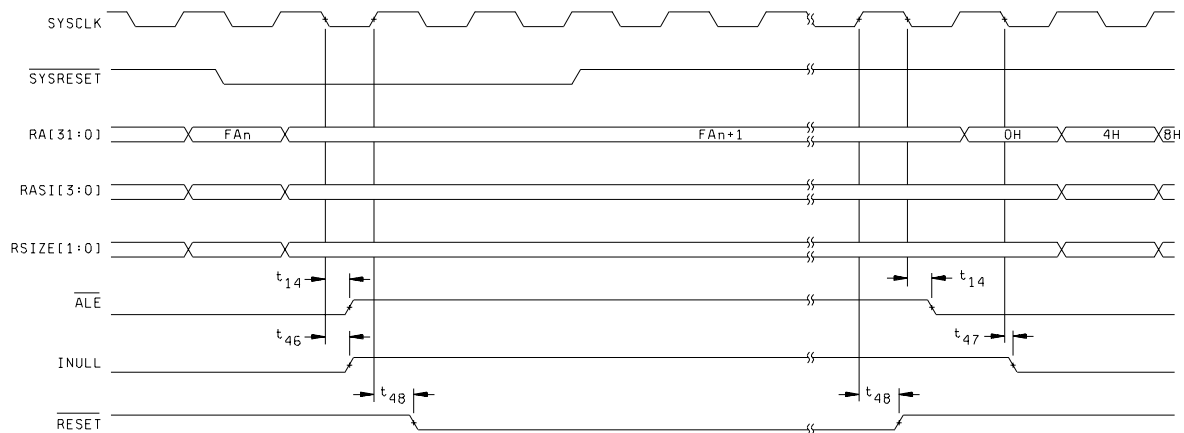 SYSCLK
SYSRESET
RA[31:0] FAn FAn+1 0H 4H 8H
RASI[3:0]
RSIZE[1:0]
t14 t14
ALE
t46 t47
INULL
t48 t48
RESET